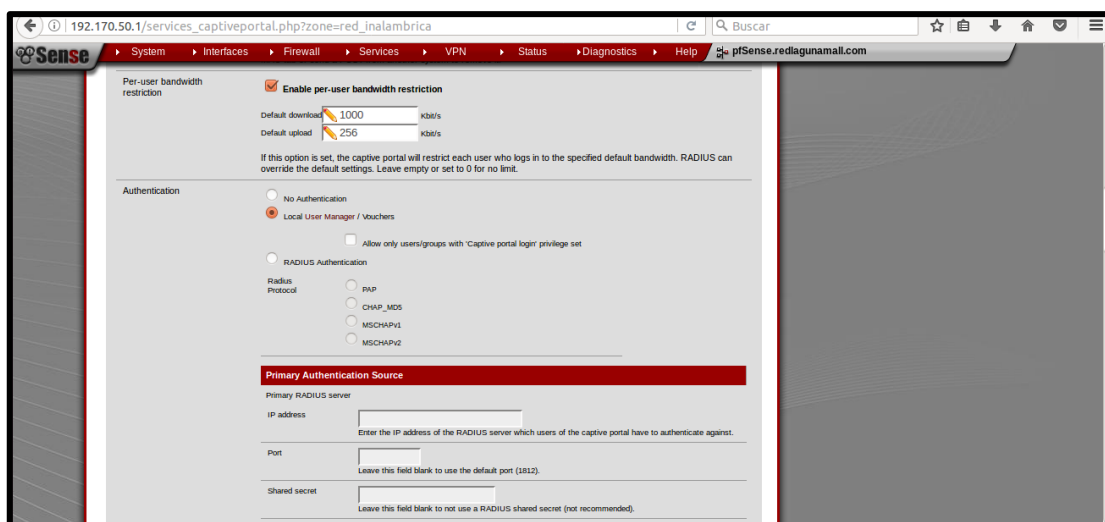 192.170.50.1/services_captiveportal.php?zone=red_inalambrica
Buscar
Sense
System Interfaces Firewall Services VPN Status Diagnostics Help pfSense.redlagunamall.com
Per-user bandwidth restriction
Enable per-user bandwidth restriction
Default download 1000 Kbit/s
Default upload 256 Kbit/s
If this option is set, the captive portal will restrict each user who logs in to the specified default bandwidth. RADIUS can
override the default settings. Leave empty or set to 0 for no limit.
Authentication
No Authentication
Local User Manager / Vouchers
Allow only users/groups with 'Captive portal login' privilege set
RADIUS Authentication
Radius
Protocol
PAP
CHAP_MD5
MSCHAPv1
MSCHAPv2
Primary Authentication Source
Primary RADIUS server
IP address
Enter the IP address of the RADIUS server which users of the captive portal have to authenticate against.
Port
Leave this field blank to use the default port (1812).
Shared secret
Leave this field blank to not use a RADIUS shared secret (not recommended).